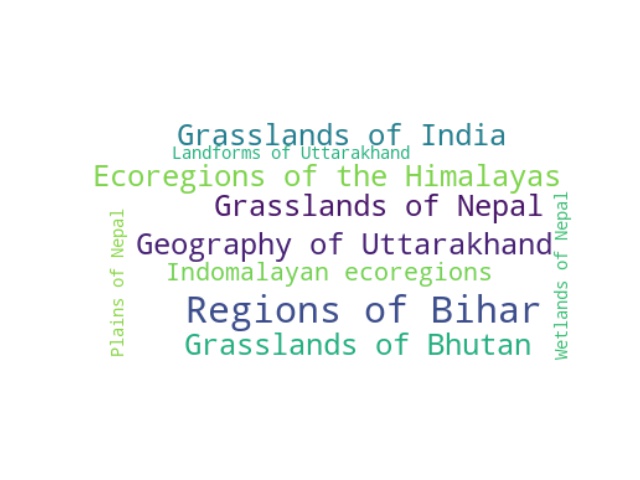 Grasslands of India
Landforms of Uttarakhand
Ecoregions of the Himalayas
Grasslands of Nepal
Geography of Uttarakhand
Indomalayan ecoregions
Regions of Bihar
Grasslands of Bhutan
Plains of Nepal
Wetlands of Nepal